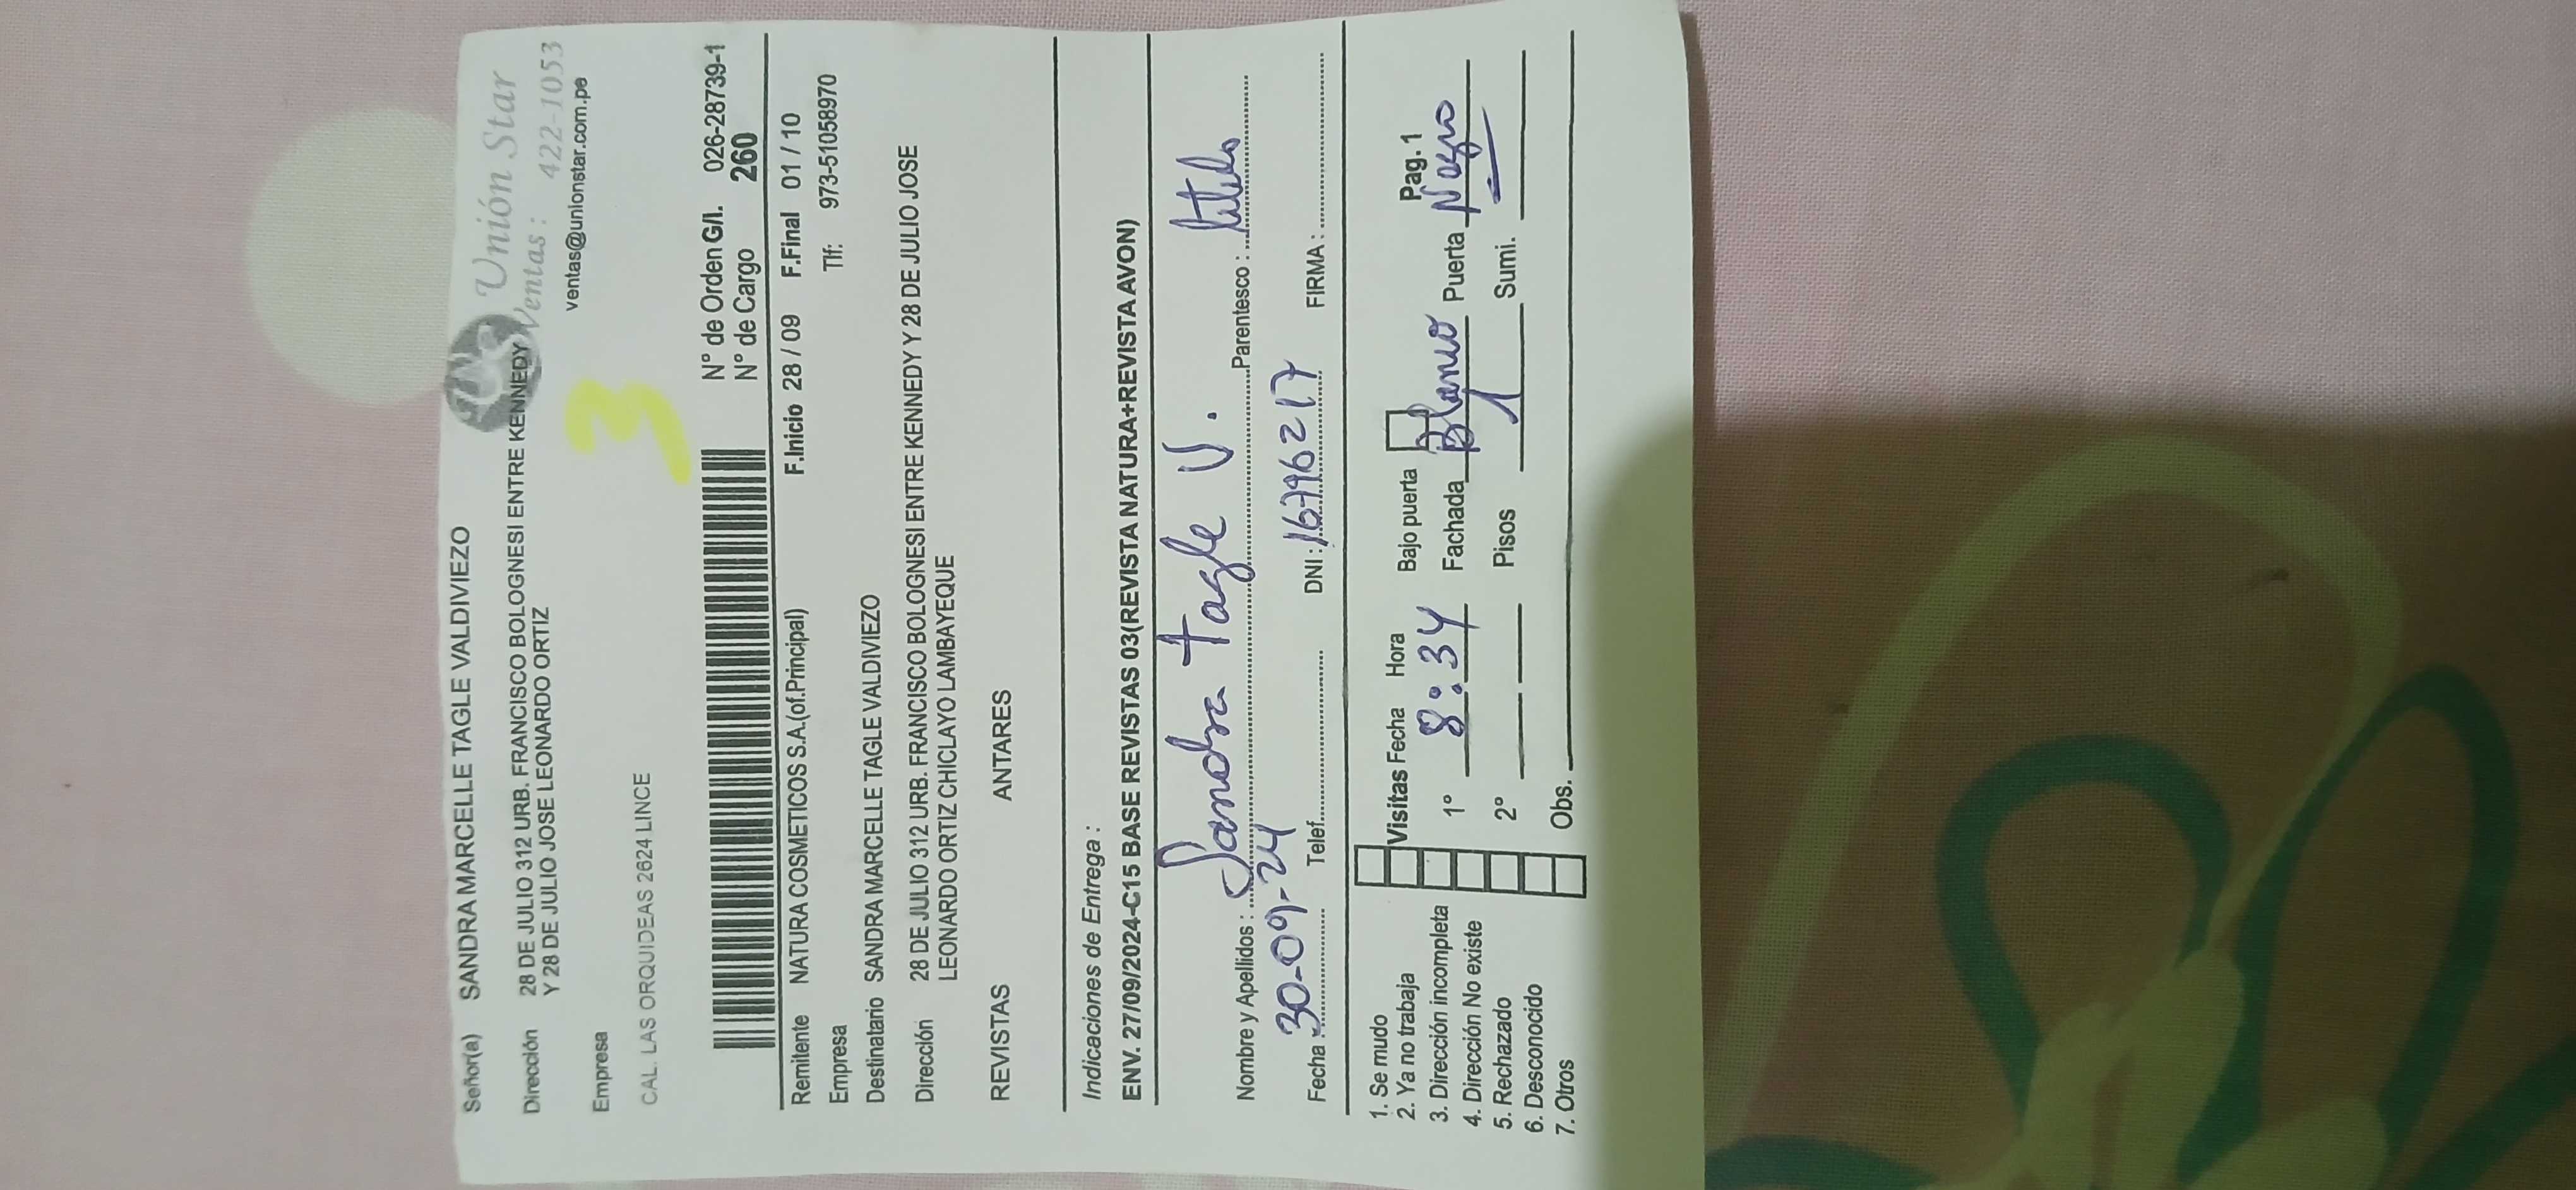 Señor(a) SANDRA MARCELLE TAGLE VALDIVIEZO
Unión Star
Dirección 28 DE JULIO 312 URB. FRANCISCO BOLOGNESI ENTRE KENNEDY
Ventas : 422-1053
Y 28 DE JULIO JOSE LEONARDO ORTIZ
ventas@unionstar.com.pe
Empresa
3
CAL. LAS ORQUIDEAS 2624 LINCE
N° de Orden G/I. 026-28739-1
N° de Cargo 260
Remitente NATURA COSMETICOS S.A.(of.Principal) F.Inicio 28 / 09 F.Final 01 / 10
Empresa Tlf: 973-51058970
Destinatario SANDRA MARCELLE TAGLE VALDIVIEZO
Dirección 28 DE JULIO 312 URB. FRANCISCO BOLOGNESI ENTRE KENNEDY Y 28 DE JULIO JOSE
LEONARDO ORTIZ CHICLAYO LAMBAYEQUE
REVISTAS ANTARES
Indicaciones de Entrega :
ENV. 27/09/2024-C15 BASE REVISTAS 03(REVISTA NATURA+REVISTA AVON)
Nombre y Apellidos : Sandra Tagle V. Parentesco :
Fecha : 30-09-24 Telef. DNI : 16796217 FIRMA :
1. Se mudo
2. Ya no trabaja
3. Dirección incompleta
4. Dirección No existe
5. Rechazado
6. Desconocido
7. Otros
Visitas Fecha Hora Bajo puerta Pag. 1
1° 8:34 Fachada Blanco Puerta Negro
2° Pisos 1 Sumi.
Obs.